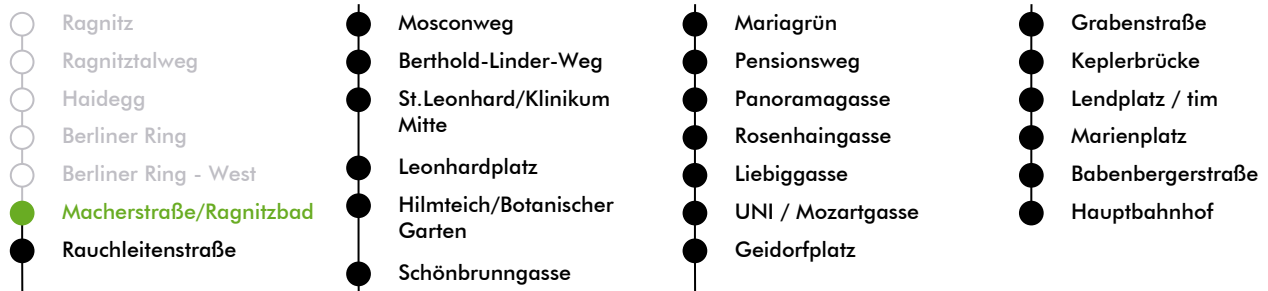 Ragnitz
Ragnitztalweg
Haidegg
Berliner Ring
Berliner Ring - West
Macherstraße/Ragnitzbad
Rauchleitenstraße
Mosconweg
Berthold-Linder-Weg
St.Leonhard/Klinikum
Mitte
Leonhardplatz
Hilmteich/Botanischer
Garten
Schönbrunngasse
Mariagrün
Pensionsweg
Panoramagasse
Rosenhaingasse
Liebiggasse
UNI / Mozartgasse
Geidorfplatz
Grabenstraße
Keplerbrücke
Lendplatz / tim
Marienplatz
Babenbergerstraße
Hauptbahnhof